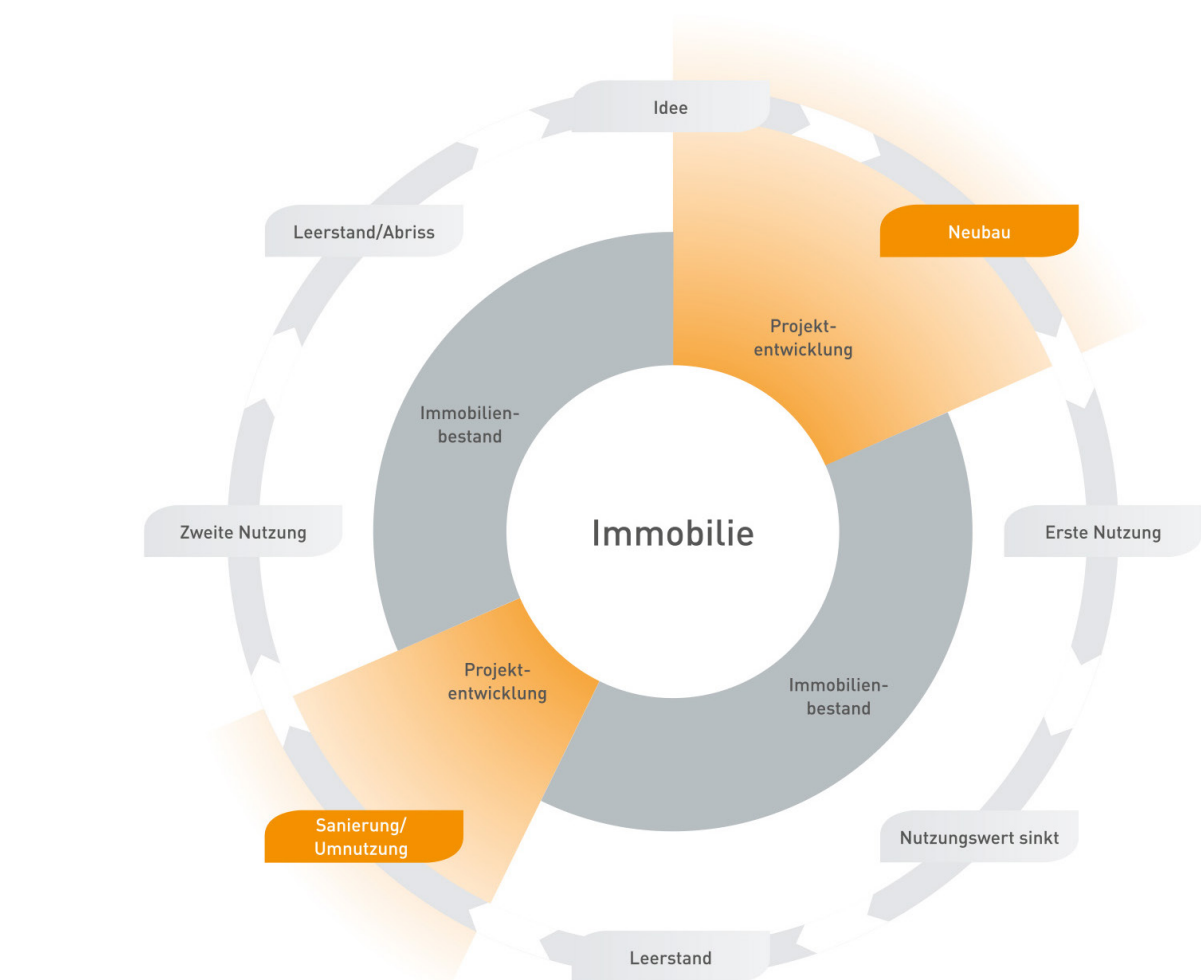 Idee
Leerstand/Abriss
Neubau
Projekt-
entwicklung
Immobilien-
bestand
Zweite Nutzung
Immobilie
Erste Nutzung
Projekt-
entwicklung
Immobilien-
bestand
Sanierung/
Umnutzung
Nutzungswert sinkt
Leerstand